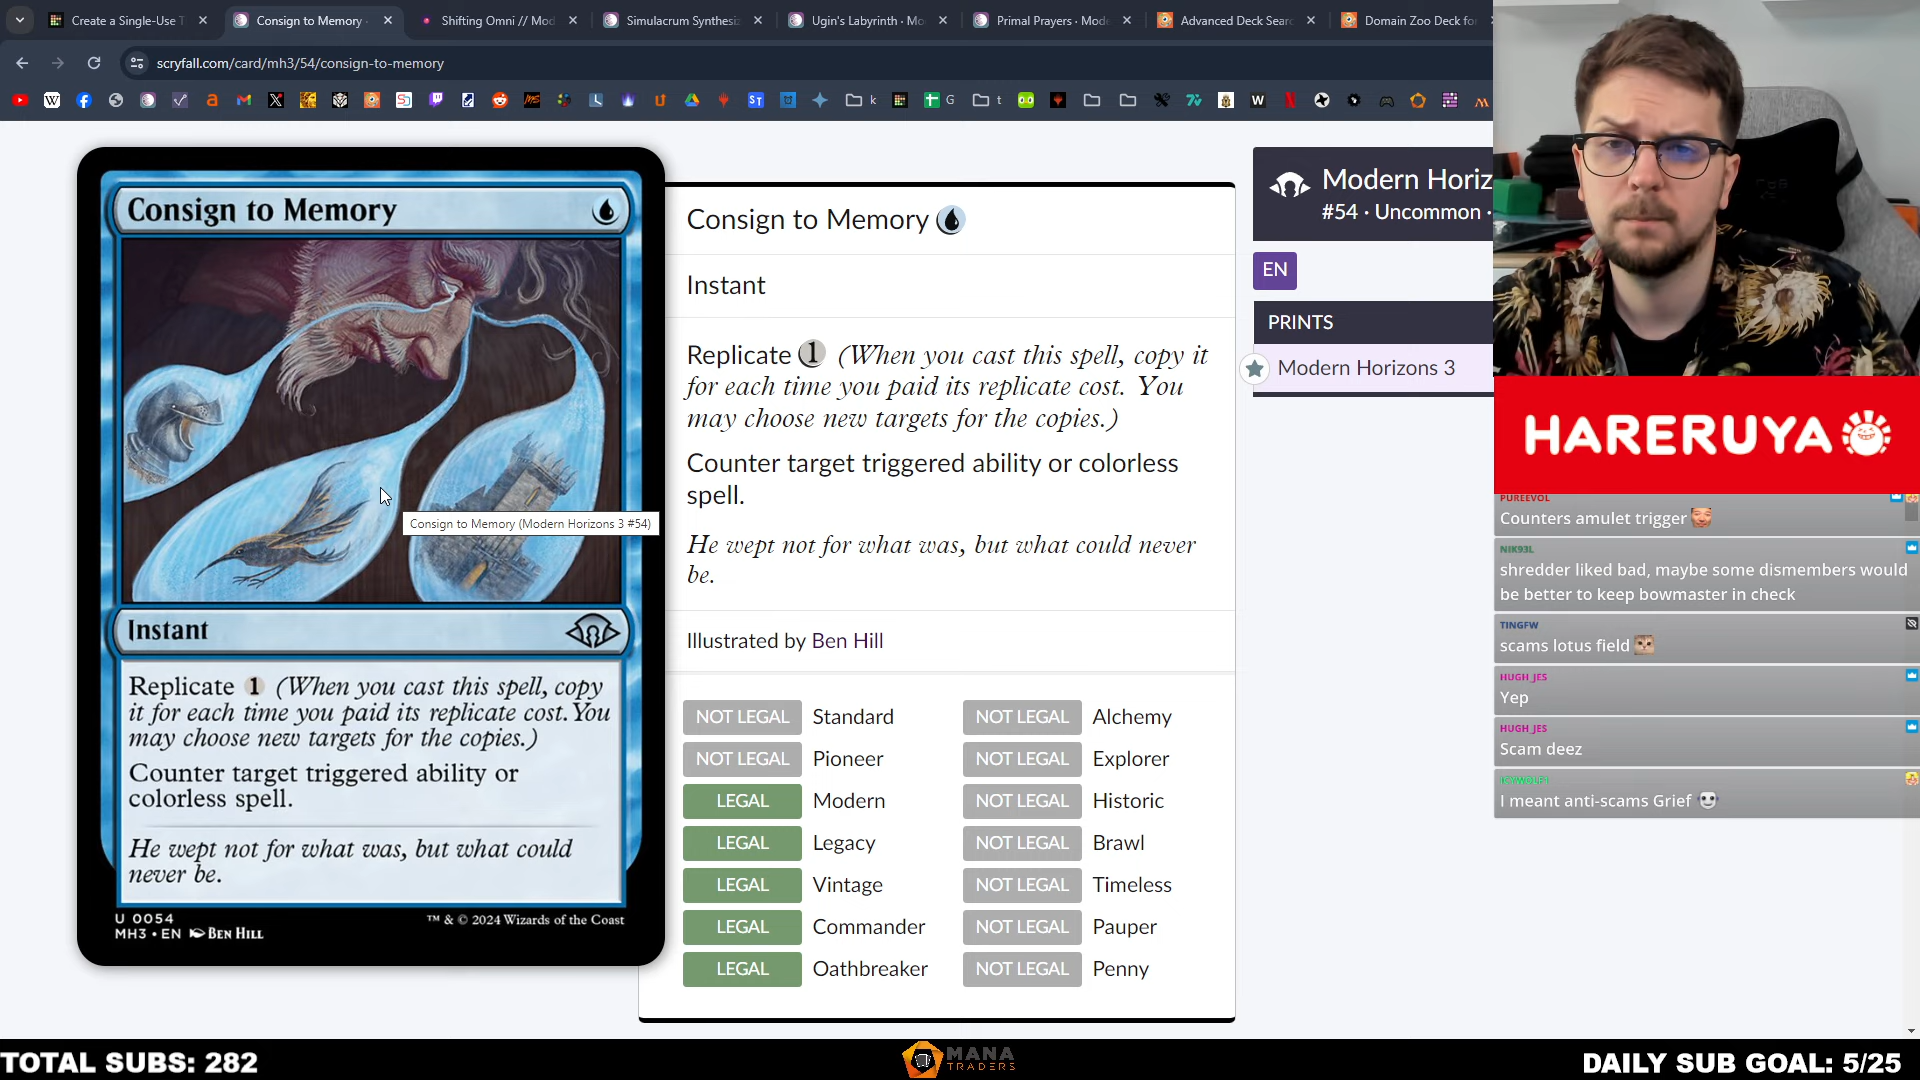 Create a Single-Use T
Consign to Memory ·
Shifting Omni // Mod
Simulacrum Synthesi
Ugin's Labyrinth · Mo
Primal Prayers · Mod
Advanced Deck Searc
Domain Zoo Deck for
scryfall.com/card/mh3/54/consign-to-memory
k
G
t
Consign to Memory
Instant
Replicate 1 (When you cast this spell, copy
it for each time you paid its replicate cost. You
may choose new targets for the copies.)
Counter target triggered ability or
colorless spell.
He wept not for what was, but what could
never be.
U 0054
MH3 • EN BEN HILL
™ & © 2024 Wizards of the Coast
Consign to Memory (Modern Horizons 3 #54)
Consign to Memory
Instant
Replicate 1 (When you cast this spell, copy it
for each time you paid its replicate cost. You
may choose new targets for the copies.)
Counter target triggered ability or colorless
spell.
He wept not for what was, but what could never
be.
Illustrated by Ben Hill
NOT LEGAL Standard NOT LEGAL Alchemy
NOT LEGAL Pioneer NOT LEGAL Explorer
LEGAL Modern NOT LEGAL Historic
LEGAL Legacy NOT LEGAL Brawl
LEGAL Vintage NOT LEGAL Timeless
LEGAL Commander NOT LEGAL Pauper
LEGAL Oathbreaker NOT LEGAL Penny
Modern Horiz
#54 · Uncommon ·
EN
PRINTS
Modern Horizons 3
HARERUYA
PUREEVOL
Counters amulet trigger
NIK93L
shredder liked bad, maybe some dismembers would
be better to keep bowmaster in check
TINGFW
scams lotus field
HUGH_JES
Yep
HUGH_JES
Scam deez
I meant anti-scams Grief
TOTAL SUBS: 282
MANA
TRADERS
DAILY SUB GOAL: 5/25